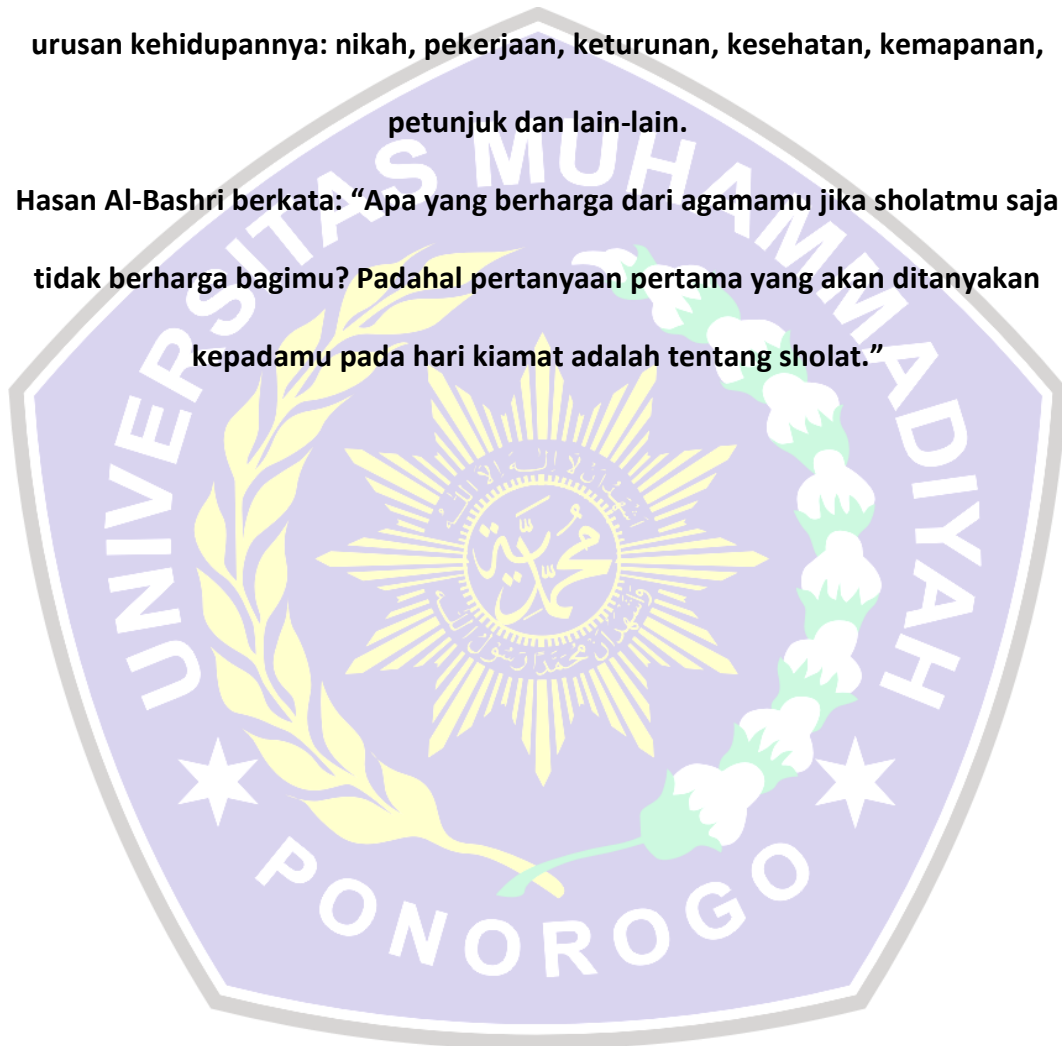 urusan kehidupannya: nikah, pekerjaan, keturunan, kesehatan, kemapanan,
petunjuk dan lain-lain.
Hasan Al-Bashri berkata: “Apa yang berharga dari agamamu jika sholatmu saja
tidak berharga bagimu? Padahal pertanyaan pertama yang akan ditanyakan
kepadamu pada hari kiamat adalah tentang sholat.”
UNIVERSITAS MUHAMMADIYAH
PONOROGO
محمدية